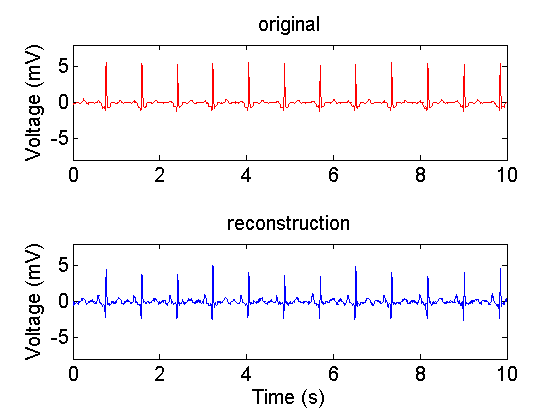 original
Voltage (mV)
5
0
-5
0 2 4 6 8 10
reconstruction
Voltage (mV)
5
0
-5
0 2 4 6 8 10
Time (s)